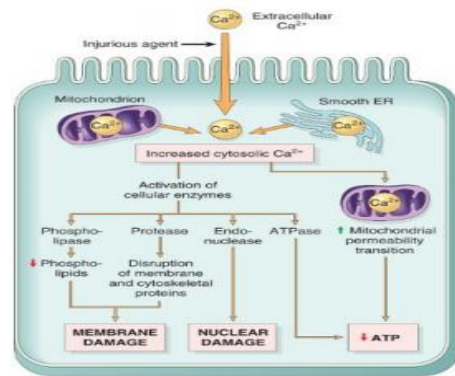 Ca2+
Extracellular
Ca2+
Injurious agent
Mitochondrion
Smooth ER
Ca2+
Ca2+
Ca2+
Increased cytosolic Ca2+
Activation of
cellular enzymes
Ca2+
Phospho-
lipase
Protease
Endo-
nuclease
ATPase
Mitochondrial
permeability
transition
Phospho-
lipids
Disruption
of membrane
and cytoskeletal
proteins
MEMBRANE
DAMAGE
NUCLEAR
DAMAGE
ATP